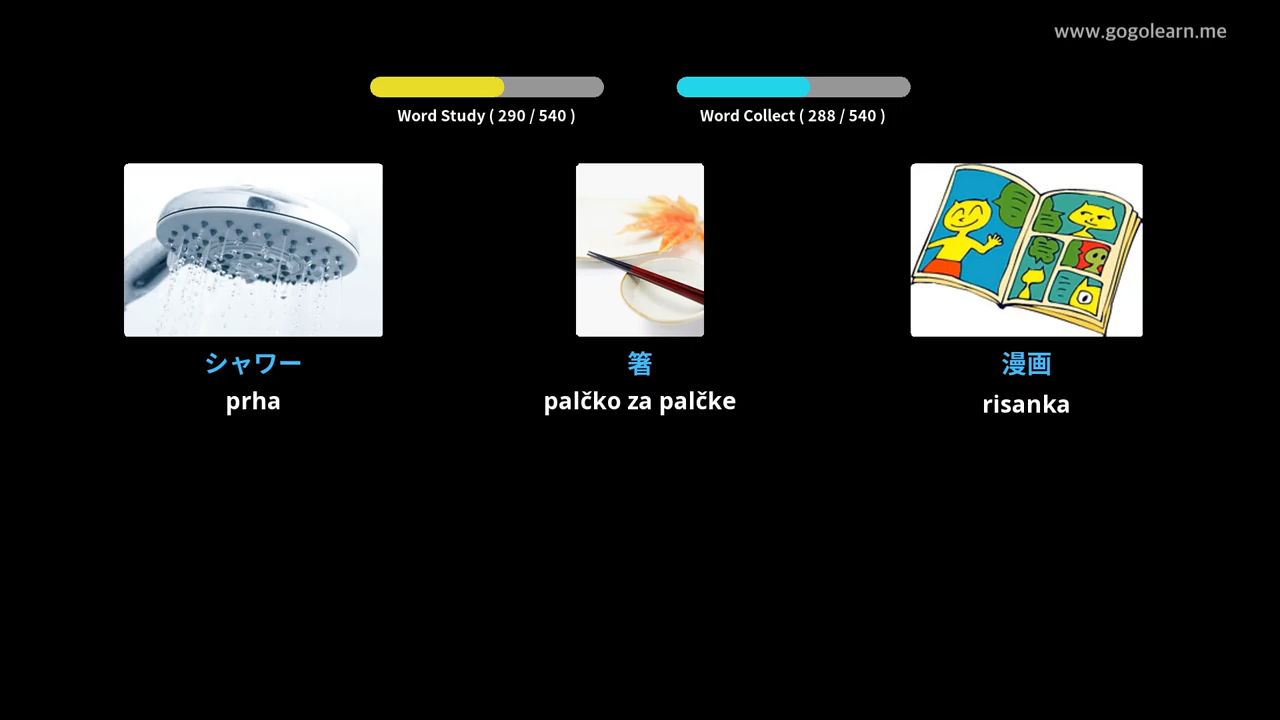 www.gogolearn.me
Word Study ( 290 / 540 )
Word Collect ( 288 / 540 )
シャワー
箸
漫画
prha
palčko za palčke
risanka